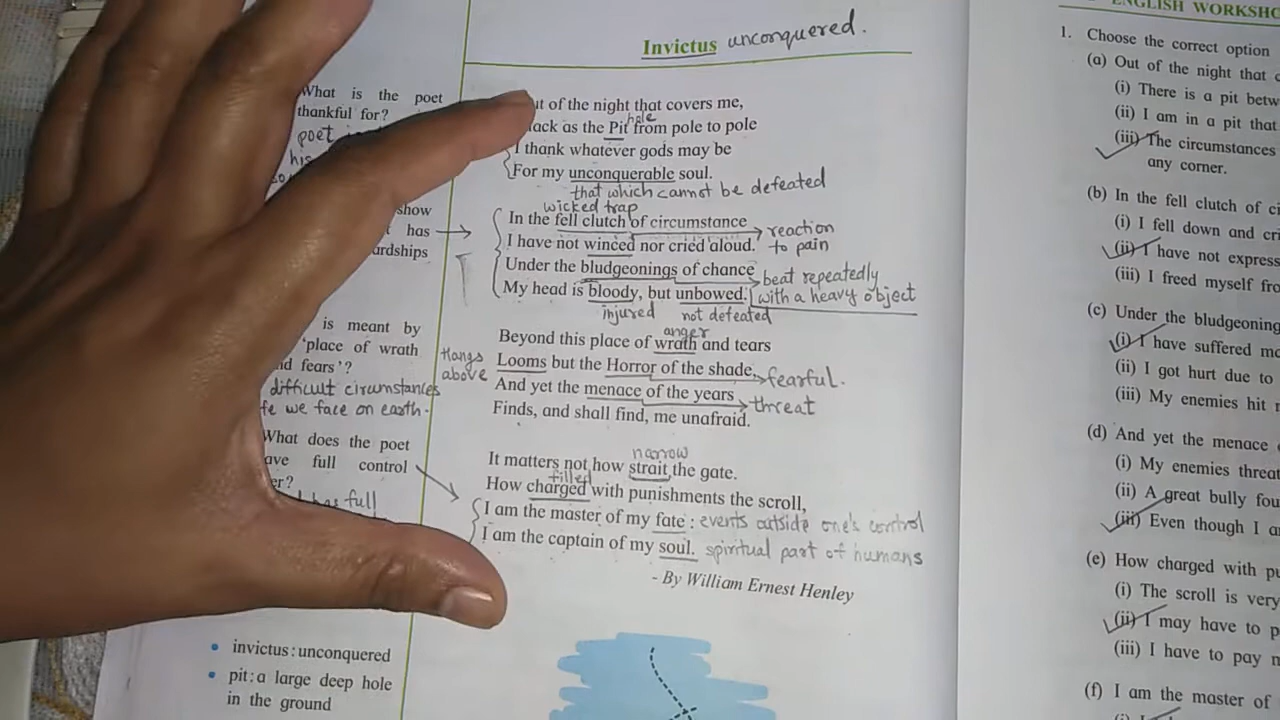 What is the poet
thankful for?
poet
his
show
has
ardships
is meant by
'place of wrath
nd fears'?
difficult circumstances
fe we face on earth.
What does the poet
ave full control
er?
has full
• invictus : unconquered
• pit : a large deep hole
in the ground
Invictus unconquered.
ut of the night that covers me,
hole
lack as the Pit from pole to pole
I thank whatever gods may be
For my unconquerable soul.
that which cannot be defeated
wicked trap
In the fell clutch of circumstance
reaction
I have not winced nor cried aloud. to pain
Under the bludgeonings of chance
beat repeatedly
My head is bloody, but unbowed. with a heavy object
injured not defeated
anger
Beyond this place of wrath and tears
Hangs above
Looms but the Horror of the shade, fearful.
And yet the menace of the years threat
Finds, and shall find, me unafraid.
narrow
It matters not how strait the gate.
filled
How charged with punishments the scroll,
I am the master of my fate : events outside one's control
I am the captain of my soul. spiritual part of humans
- By William Ernest Henley
ENGLISH WORKSHO
1. Choose the correct option
(a) Out of the night that
(i) There is a pit betw
(ii) I am in a pit that
(iii) The circumstances
any corner.
(b) In the fell clutch of ci
(i) I fell down and cri
(ii) I have not express
(iii) I freed myself fro
(c) Under the bludgeoning
(i) I have suffered mo
(ii) I got hurt due to
(iii) My enemies hit
(d) And yet the menace
(i) My enemies threat
(ii) A great bully fou
(iii) Even though I a
(e) How charged with pu
(i) The scroll is very
(ii) I may have to p
(iii) I have to pay
(f) I am the master of
(i)